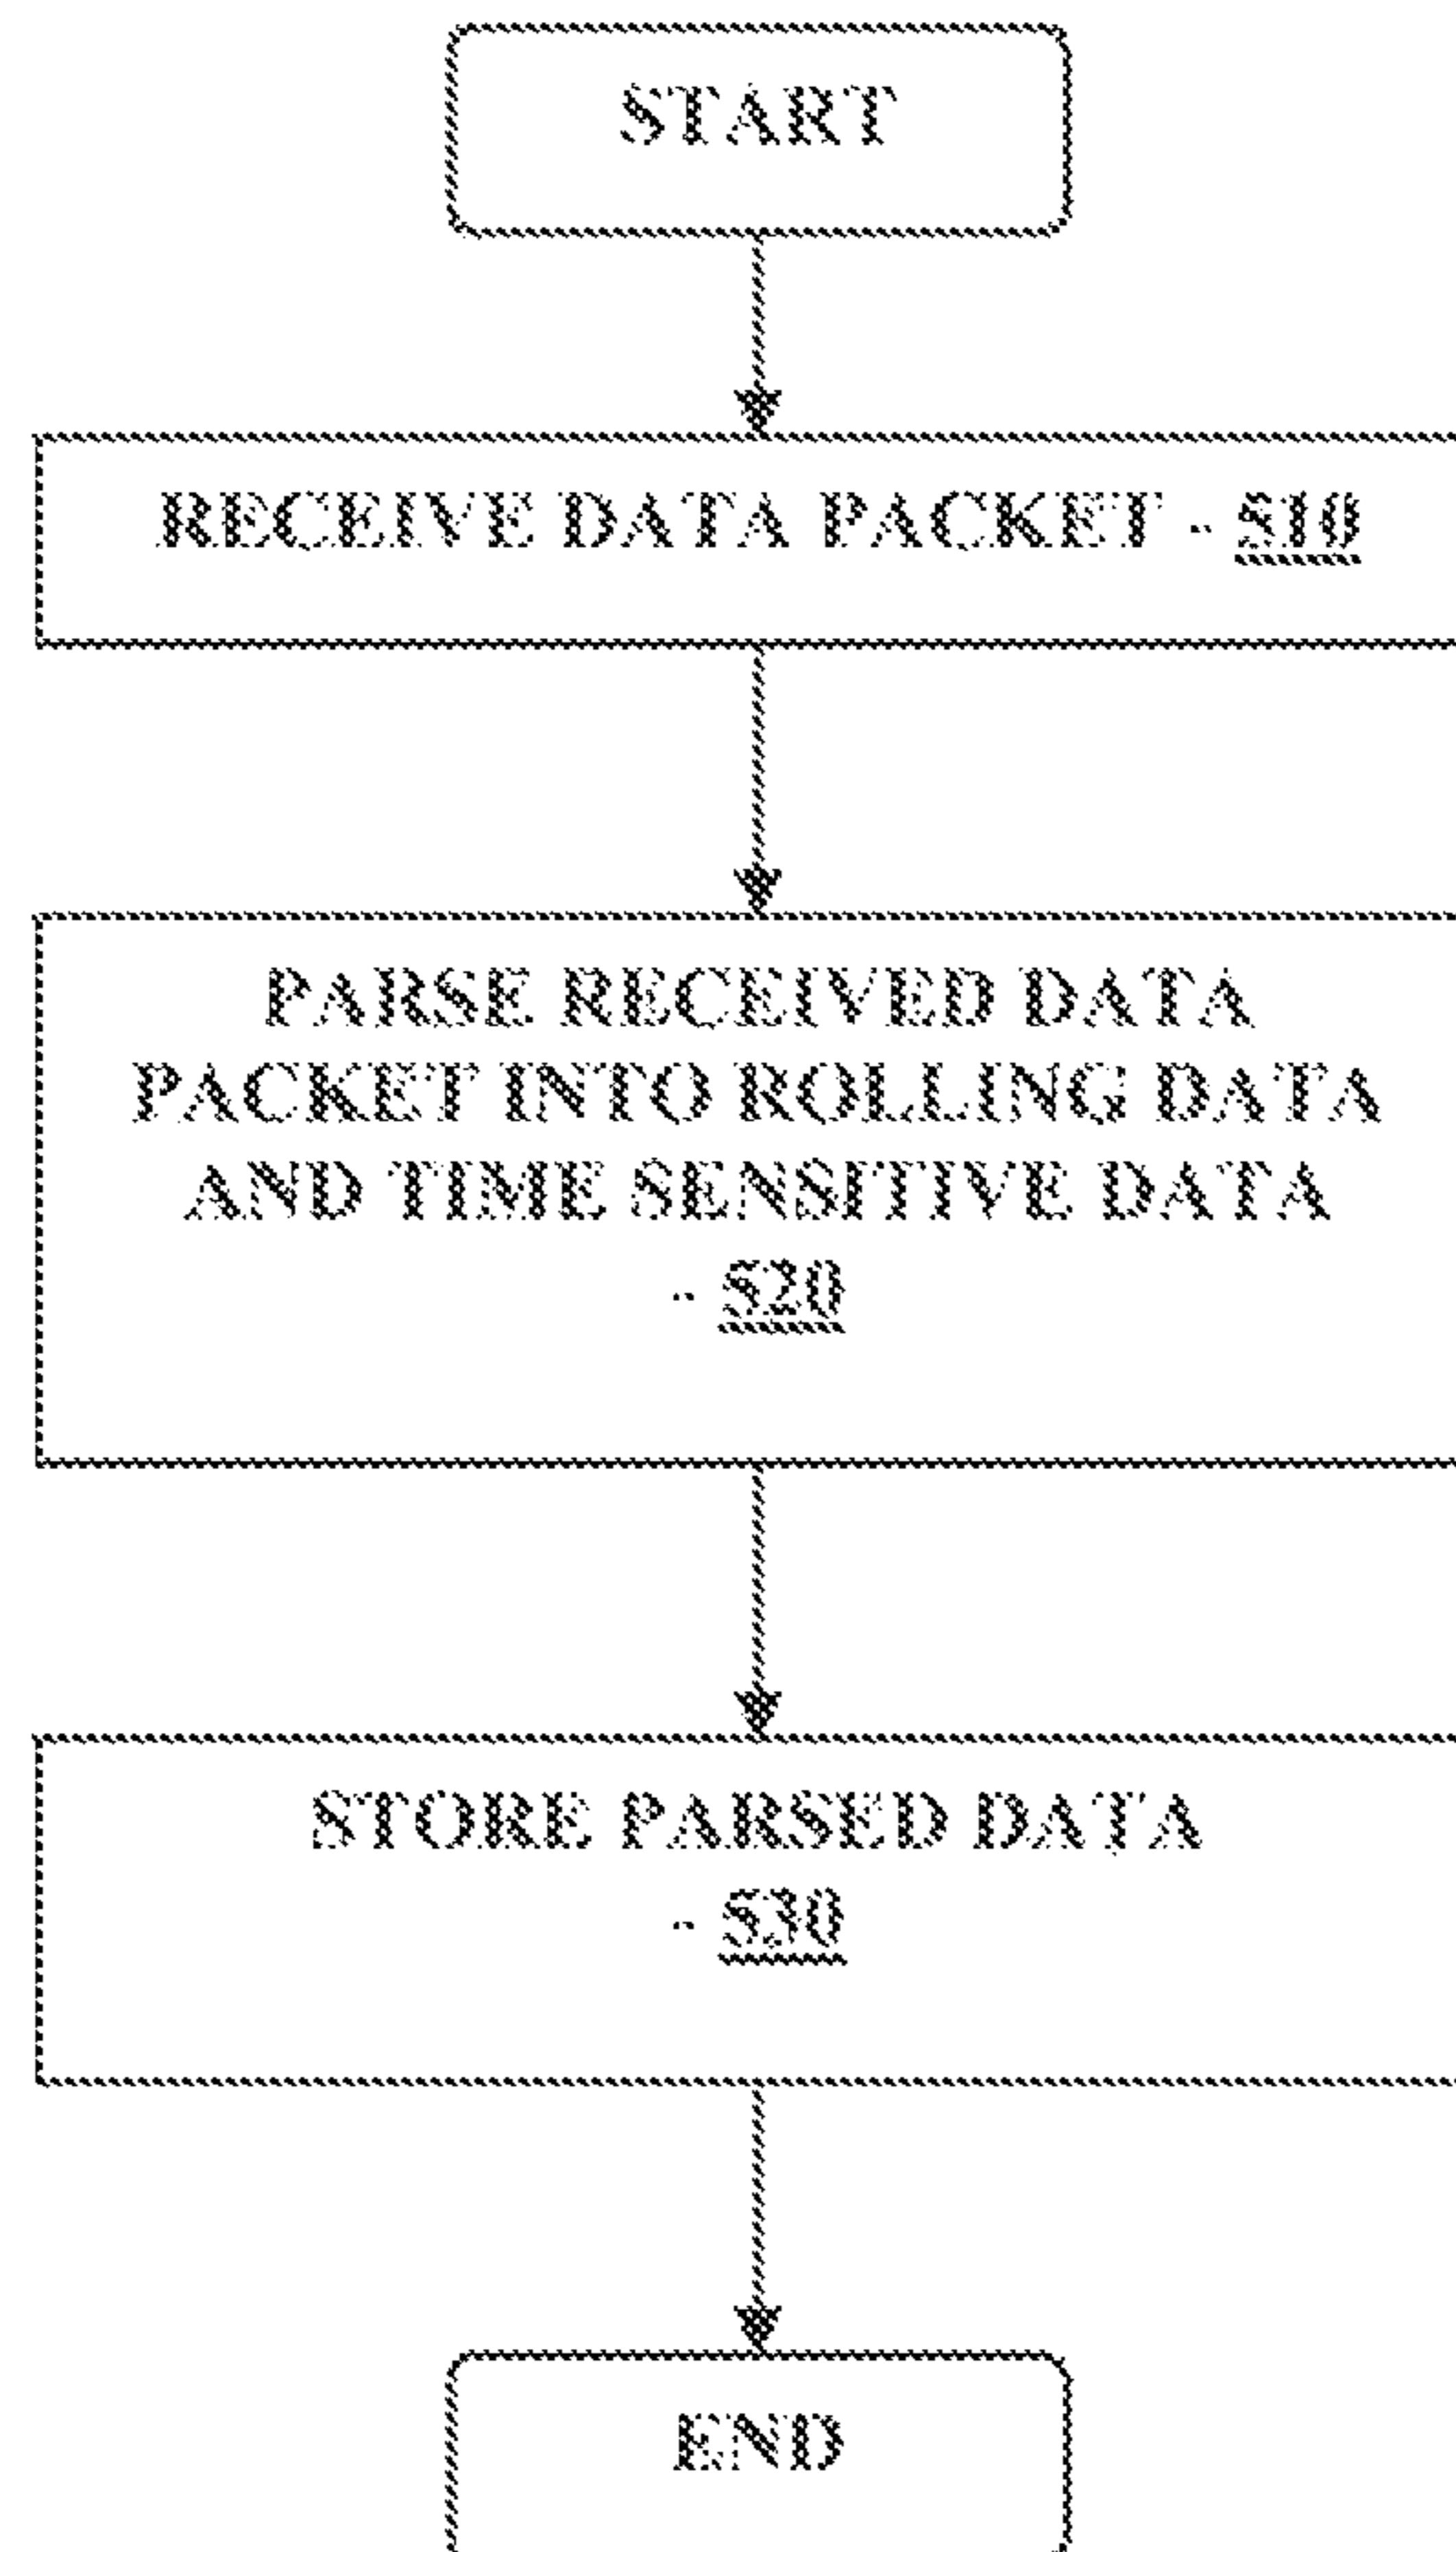 START
RECEIVE DATA PACKET - S10
PARSE RECEIVED DATA
PACKET INTO ROLLING DATA
AND TIME SENSITIVE DATA
- S20
STORE PARSED DATA
- S30
END